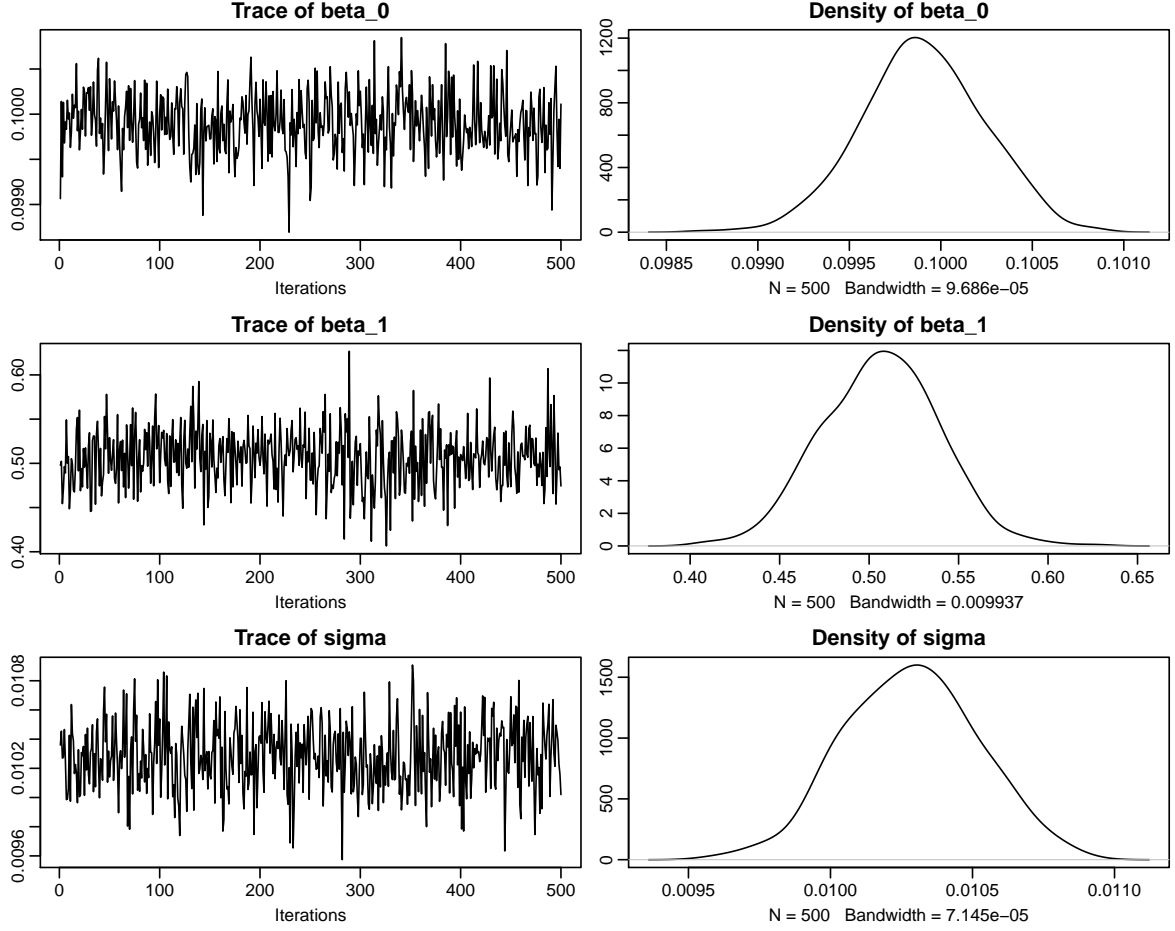 Trace of beta_0
0.0990 0.1000
0 100 200 300 400 500
Iterations
Density of beta_0
0 400 800 1200
0.0985 0.0990 0.0995 0.1000 0.1005 0.1010
N = 500 Bandwidth = 9.686e−05
Trace of beta_1
0.40 0.50 0.60
0 100 200 300 400 500
Iterations
Density of beta_1
0 2 4 6 8 10
0.40 0.45 0.50 0.55 0.60 0.65
N = 500 Bandwidth = 0.009937
Trace of sigma
0.0096 0.0102 0.0108
0 100 200 300 400 500
Iterations
Density of sigma
0 500 1000 1500
0.0095 0.0100 0.0105 0.0110
N = 500 Bandwidth = 7.145e−05